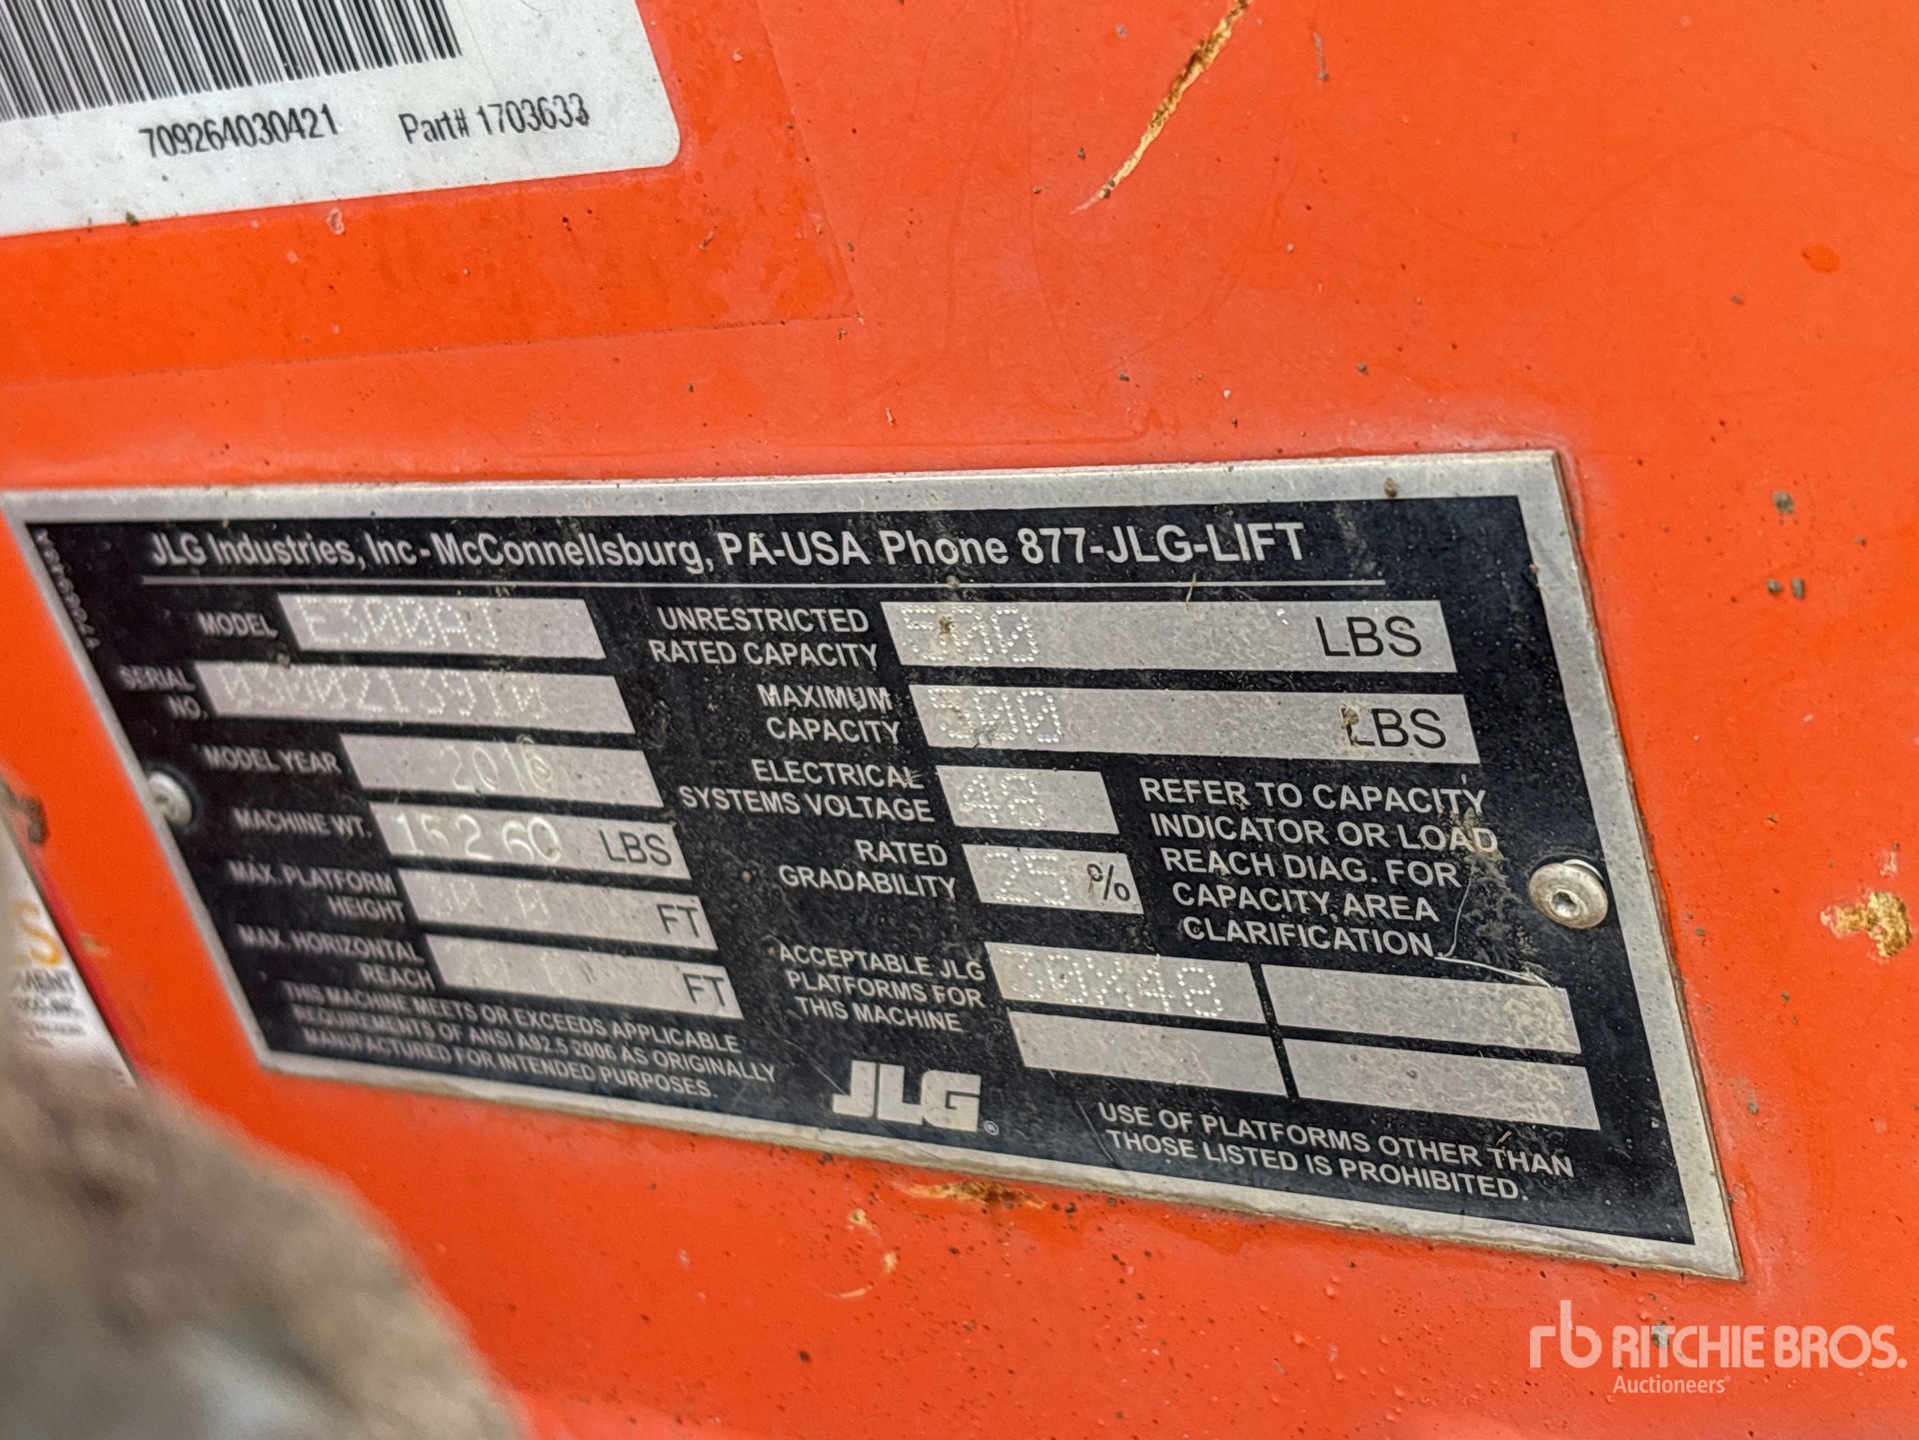 709264030421 Part# 1703633
JLG Industries, Inc - McConnellsburg, PA-USA Phone 877-JLG-LIFT
MODEL E300AJ
SERIAL NO.
MODEL YEAR 2016
MACHINE WT. 15260 LBS
MAX. PLATFORM
HEIGHT FT
MAX. HORIZONTAL
REACH FT
THIS MACHINE MEETS OR EXCEEDS APPLICABLE
REQUIREMENTS OF ANSI A92.5 2006 AS ORIGINALLY
MANUFACTURED FOR INTENDED PURPOSES.
UNRESTRICTED
RATED CAPACITY 500 LBS
MAXIMUM
CAPACITY 500 LBS
ELECTRICAL
SYSTEMS VOLTAGE 48
RATED
GRADABILITY 25 %
REFER TO CAPACITY
INDICATOR OR LOAD
REACH DIAG. FOR
CAPACITY, AREA
CLARIFICATION
ACCEPTABLE JLG
PLATFORMS FOR
THIS MACHINE
30X48
JLG®
USE OF PLATFORMS OTHER THAN
THOSE LISTED IS PROHIBITED.
rb RITCHIE BROS.
Auctioneers